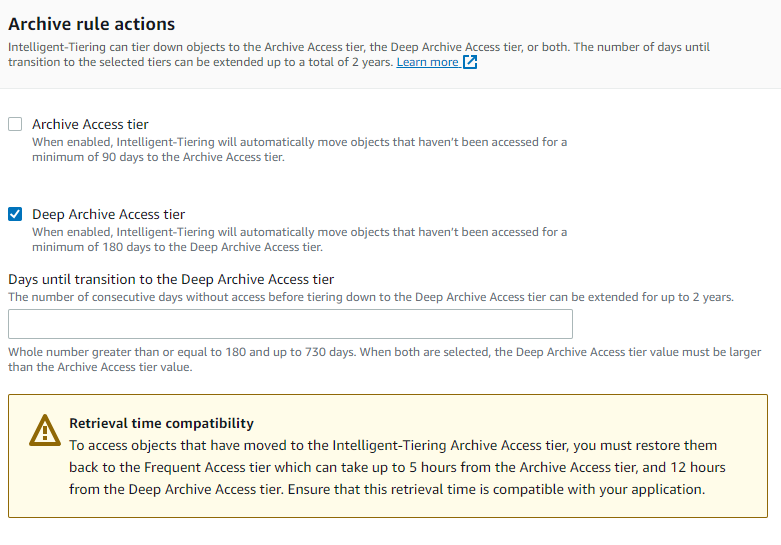 Archive rule actions
Intelligent-Tiering can tier down objects to the Archive Access tier, the Deep Archive Access tier, or both. The number of days until
transition to the selected tiers can be extended up to a total of 2 years. Learn more
Archive Access tier
When enabled, Intelligent-Tiering will automatically move objects that haven’t been accessed for a
minimum of 90 days to the Archive Access tier.
Deep Archive Access tier
When enabled, Intelligent-Tiering will automatically move objects that haven’t been accessed for a
minimum of 180 days to the Deep Archive Access tier.
Days until transition to the Deep Archive Access tier
The number of consecutive days without access before tiering down to the Deep Archive Access tier can be extended for up to 2 years.
Whole number greater than or equal to 180 and up to 730 days. When both are selected, the Deep Archive Access tier value must be larger
than the Archive Access tier value.
Retrieval time compatibility
To access objects that have moved to the Intelligent-Tiering Archive Access tier, you must restore them
back to the Frequent Access tier which can take up to 5 hours from the Archive Access tier, and 12 hours
from the Deep Archive Access tier. Ensure that this retrieval time is compatible with your application.